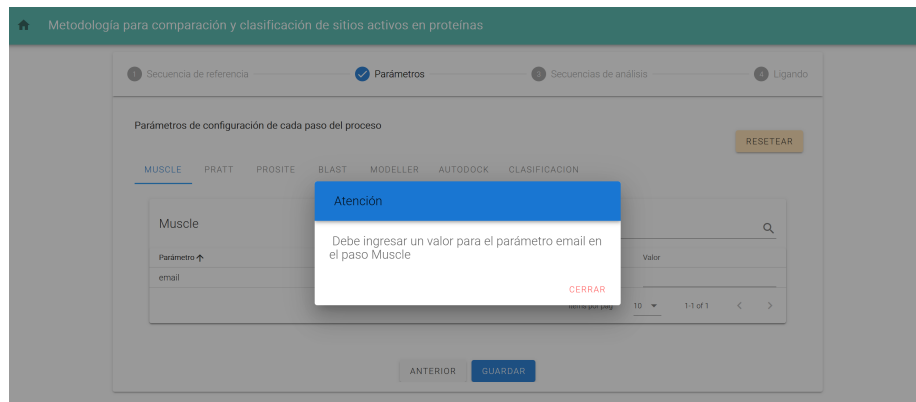 Metodología para comparación y clasificación de sitios activos en proteínas
1 Secuencia de referencia Parámetros 3 Secuencias de análisis 4 Ligando
Parámetros de configuración de cada paso del proceso
RESETEAR
MUSCLE PRATT PROSITE BLAST MODELLER AUTODOCK CLASIFICACION
Atención
Muscle
Debe ingresar un valor para el parámetro email en
el paso Muscle
Parámetro Valor
email
CERRAR
Items por pág 10 1-1 of 1
ANTERIOR GUARDAR